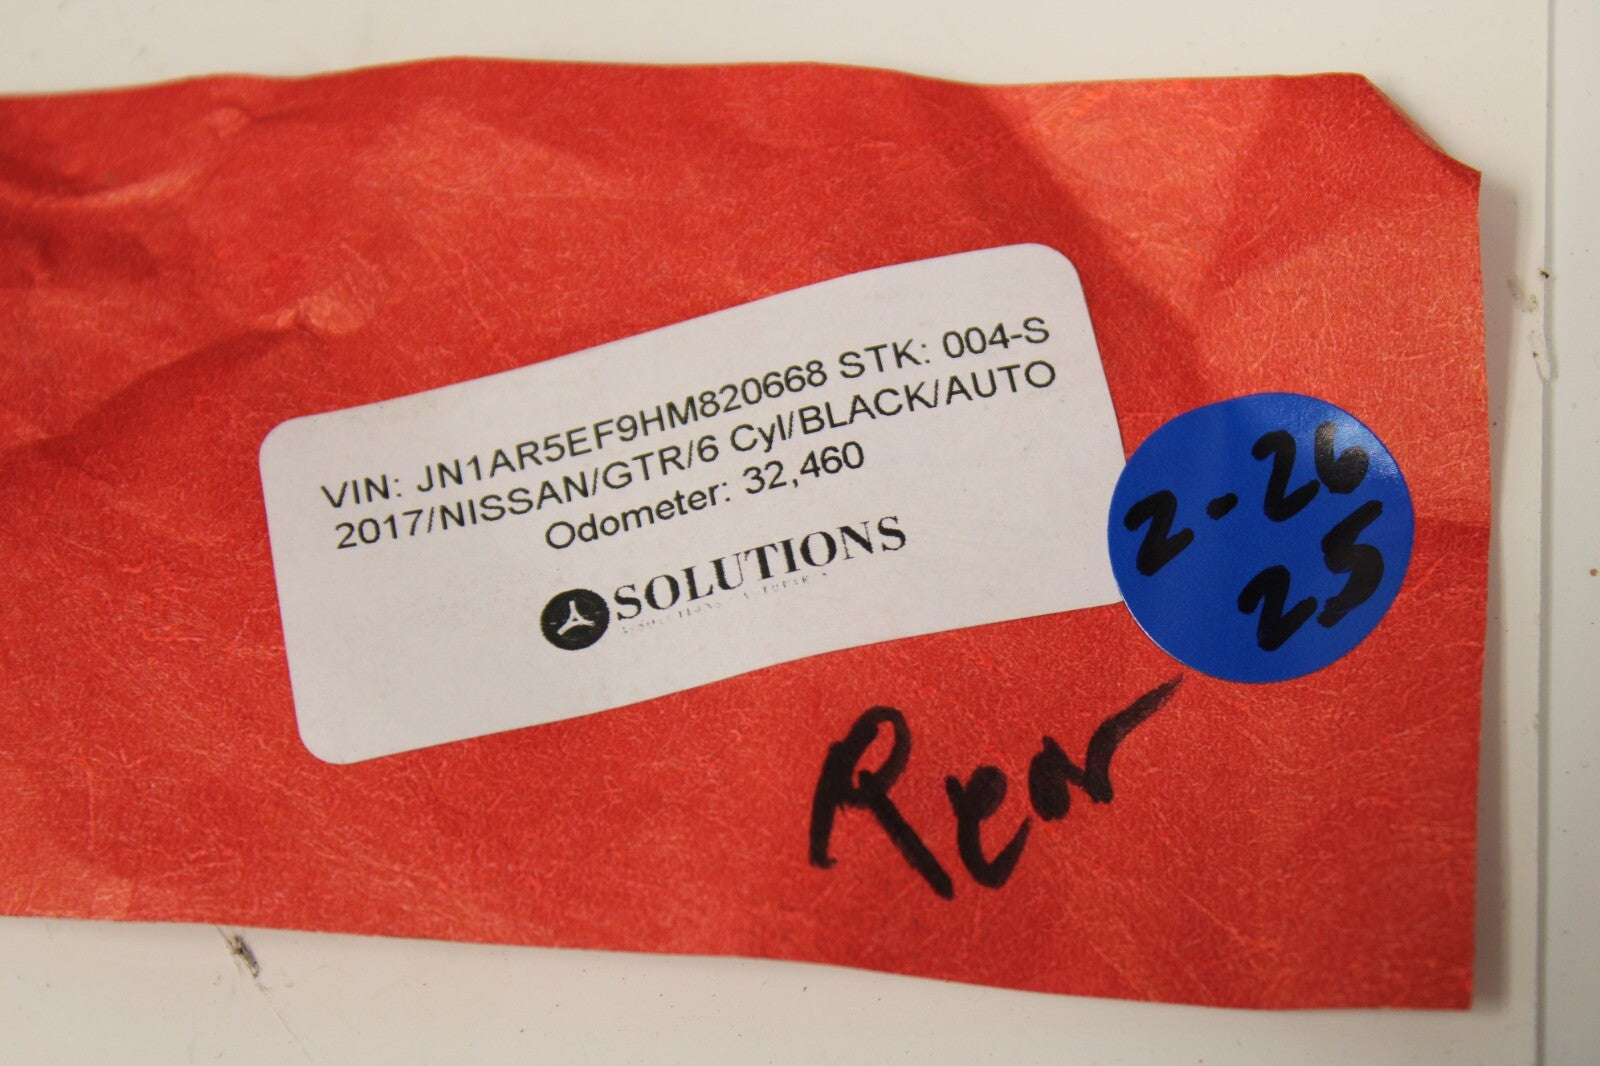 VIN: JN1AR5EF9HM820668 STK: 004-S
2017/NISSAN/GTR/6 Cyl/BLACK/AUTO
Odometer: 32,460
SOLUTIONS
2-26
25
Rear